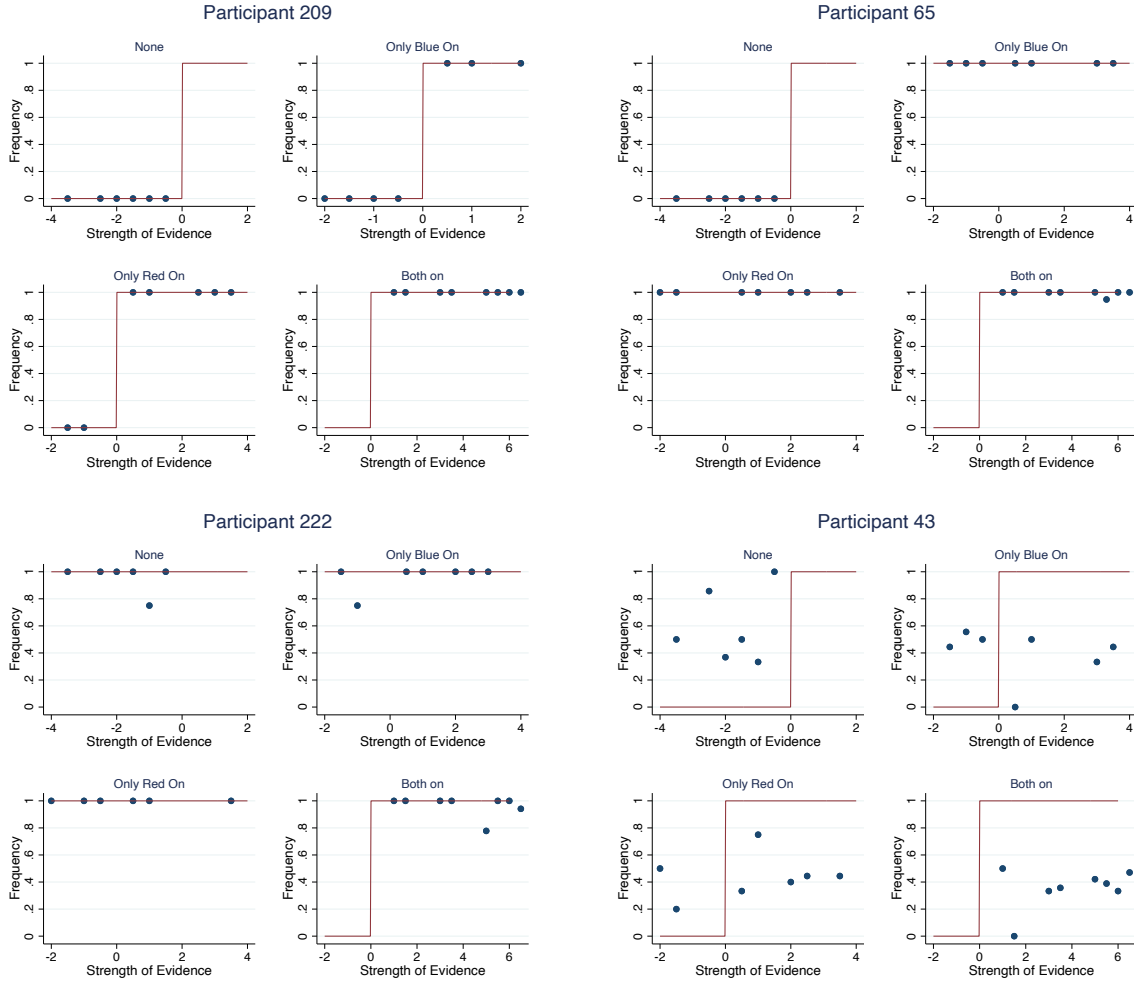 Participant 209
None
Frequency
0 .2 .4 .6 .8 1
-4 -2 0 2
Strength of Evidence
Only Blue On
Frequency
0 .2 .4 .6 .8 1
-2 -1 0 1 2
Strength of Evidence
Only Red On
Frequency
0 .2 .4 .6 .8 1
-2 0 2 4
Strength of Evidence
Both on
Frequency
0 .2 .4 .6 .8 1
-2 0 2 4 6
Strength of Evidence
Participant 65
None
Frequency
0 .2 .4 .6 .8 1
-4 -2 0 2
Strength of Evidence
Only Blue On
Frequency
0 .2 .4 .6 .8 1
-2 0 2 4
Strength of Evidence
Only Red On
Frequency
0 .2 .4 .6 .8 1
-2 0 2 4
Strength of Evidence
Both on
Frequency
0 .2 .4 .6 .8 1
-2 0 2 4 6
Strength of Evidence
Participant 222
None
Frequency
0 .2 .4 .6 .8 1
-4 -2 0 2
Strength of Evidence
Only Blue On
Frequency
0 .2 .4 .6 .8 1
-2 0 2 4
Strength of Evidence
Only Red On
Frequency
0 .2 .4 .6 .8 1
-2 0 2 4
Strength of Evidence
Both on
Frequency
0 .2 .4 .6 .8 1
-2 0 2 4 6
Strength of Evidence
Participant 43
None
Frequency
0 .2 .4 .6 .8 1
-4 -2 0 2
Strength of Evidence
Only Blue On
Frequency
0 .2 .4 .6 .8 1
-2 0 2 4
Strength of Evidence
Only Red On
Frequency
0 .2 .4 .6 .8 1
-2 0 2 4
Strength of Evidence
Both on
Frequency
0 .2 .4 .6 .8 1
-2 0 2 4 6
Strength of Evidence